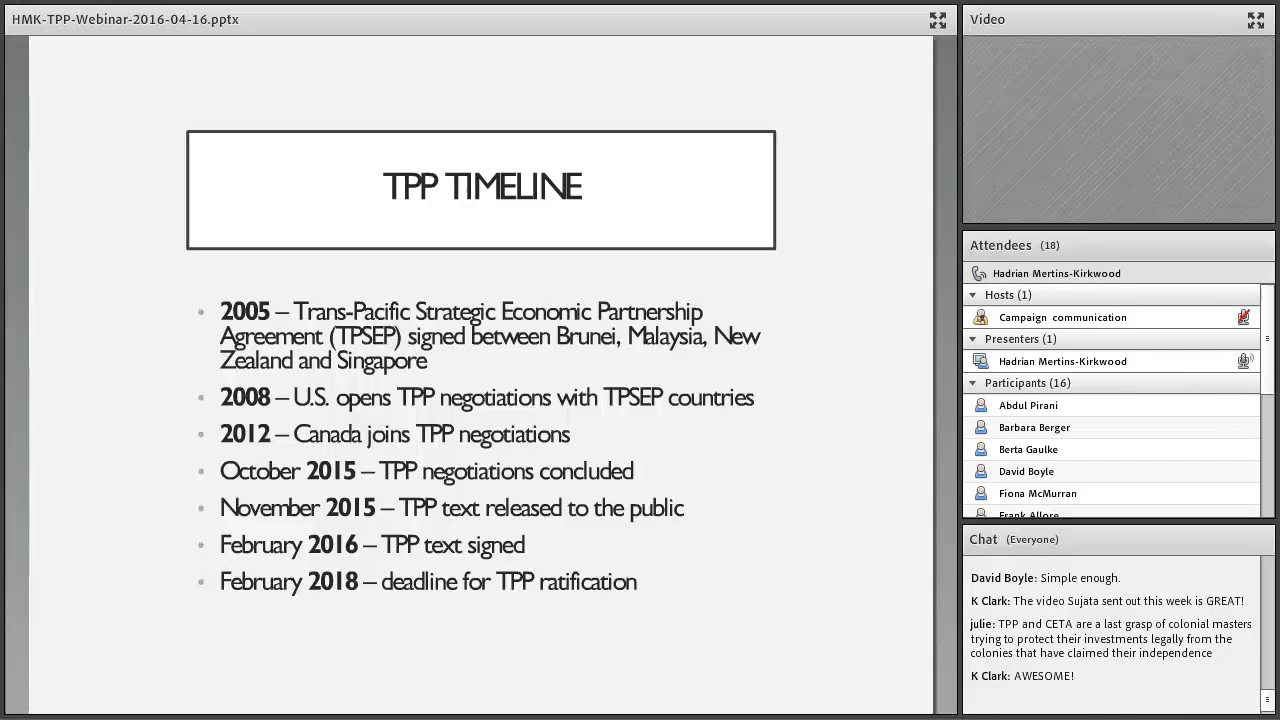 HMK-TPP-Webinar-2016-04-16.pptx
TPP TIMELINE
• 2005 – Trans-Pacific Strategic Economic Partnership
Agreement (TPSEP) signed between Brunei, Malaysia, New
Zealand and Singapore
• 2008 – U.S. opens TPP negotiations with TPSEP countries
• 2012 – Canada joins TPP negotiations
• October 2015 – TPP negotiations concluded
• November 2015 – TPP text released to the public
• February 2016 – TPP text signed
• February 2018 – deadline for TPP ratification
Video
Attendees (18)
Hadrian Mertins-Kirkwood
Hosts (1)
Campaign communication
Presenters (1)
Hadrian Mertins-Kirkwood
Participants (16)
Abdul Pirani
Barbara Berger
Berta Gaulke
David Boyle
Fiona McMurran
Frank Allore
Chat (Everyone)
David Boyle: Simple enough.
K Clark: The video Sujata sent out this week is GREAT!
julie: TPP and CETA are a last grasp of colonial masters
trying to protect their investments legally from the
colonies that have claimed their independence
K Clark: AWESOME!